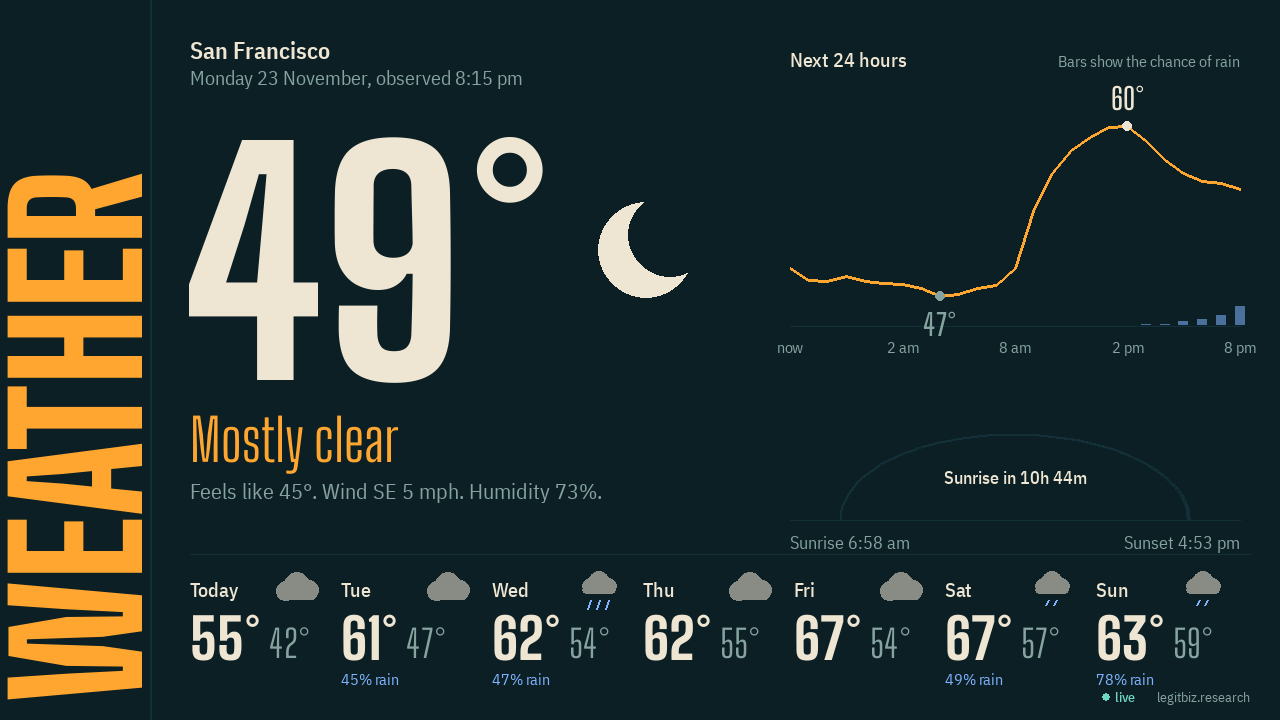 WEATHER
San Francisco
Monday 23 November, observed 8:15 pm
49°
Mostly clear
Feels like 45°. Wind SE 5 mph. Humidity 73%.
Next 24 hours
Bars show the chance of rain
60°
47°
now 2 am 8 am 2 pm 8 pm
Sunrise in 10h 44m
Sunrise 6:58 am
Sunset 4:53 pm
Today
55° 42°
Tue
61° 47°
45% rain
Wed
62° 54°
47% rain
Thu
62° 55°
Fri
67° 54°
Sat
67° 57°
49% rain
Sun
63° 59°
78% rain
live
legitbiz.research